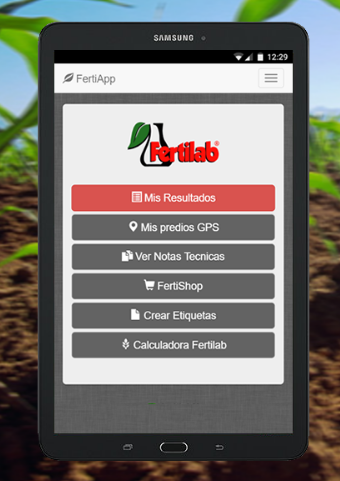 SAMSUNG
12:29
FertiApp
Fertilab®
Mis Resultados
Mis predios GPS
Ver Notas Tecnicas
FertiShop
Crear Etiquetas
Calculadora Fertilab